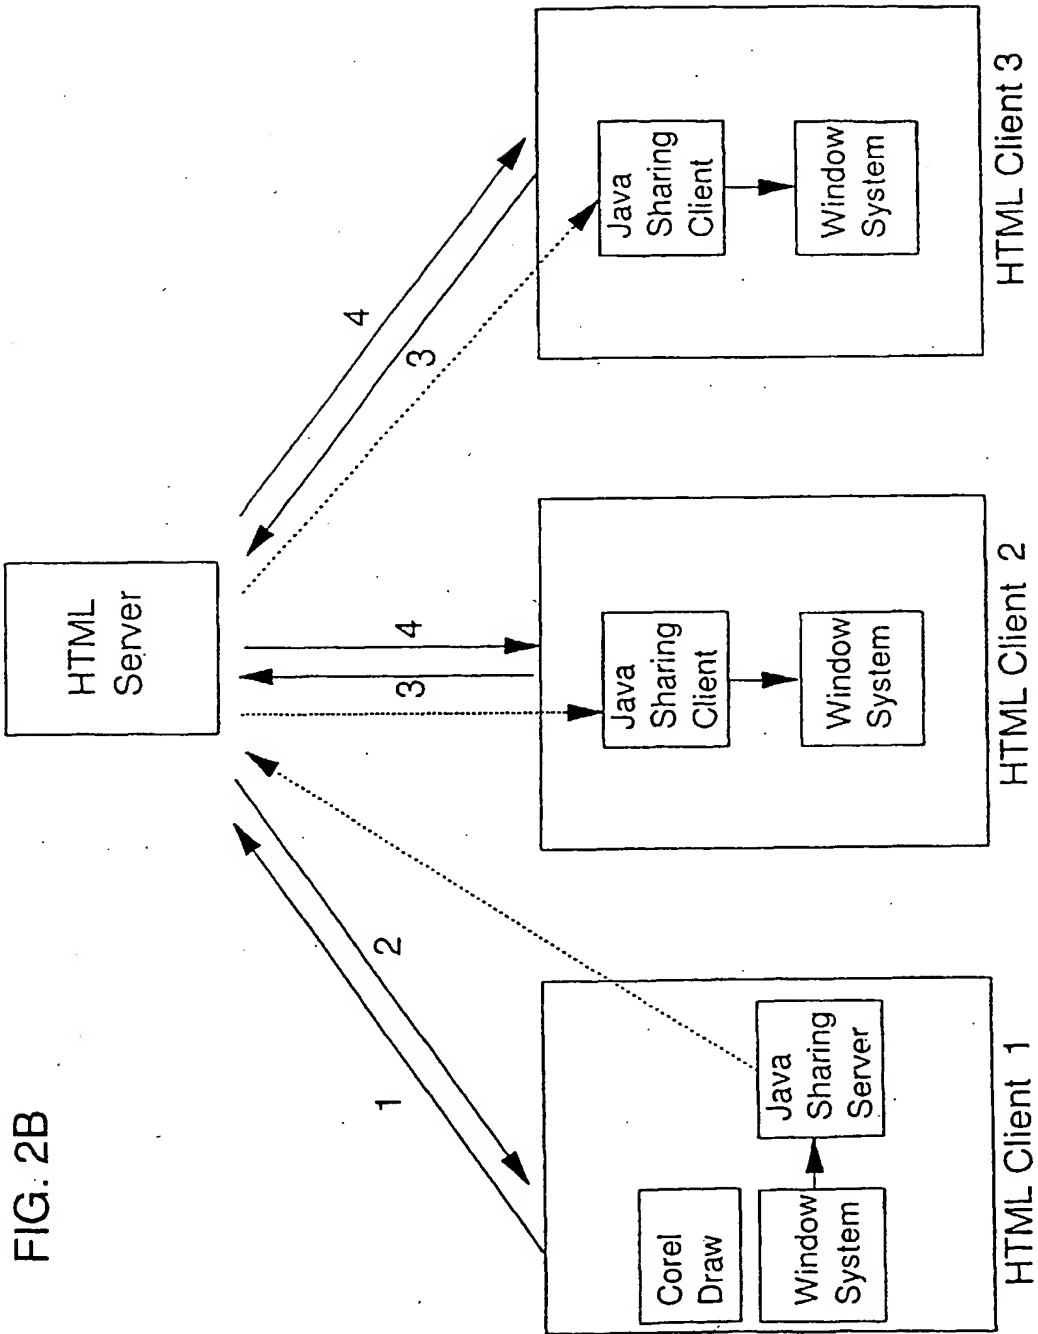 FIG. 2B
HTML
Server
1
2
3
4
3
4
Corel
Draw
Window
System
Java
Sharing
Server
HTML Client 1
Java
Sharing
Client
Window
System
HTML Client 2
Java
Sharing
Client
Window
System
HTML Client 3